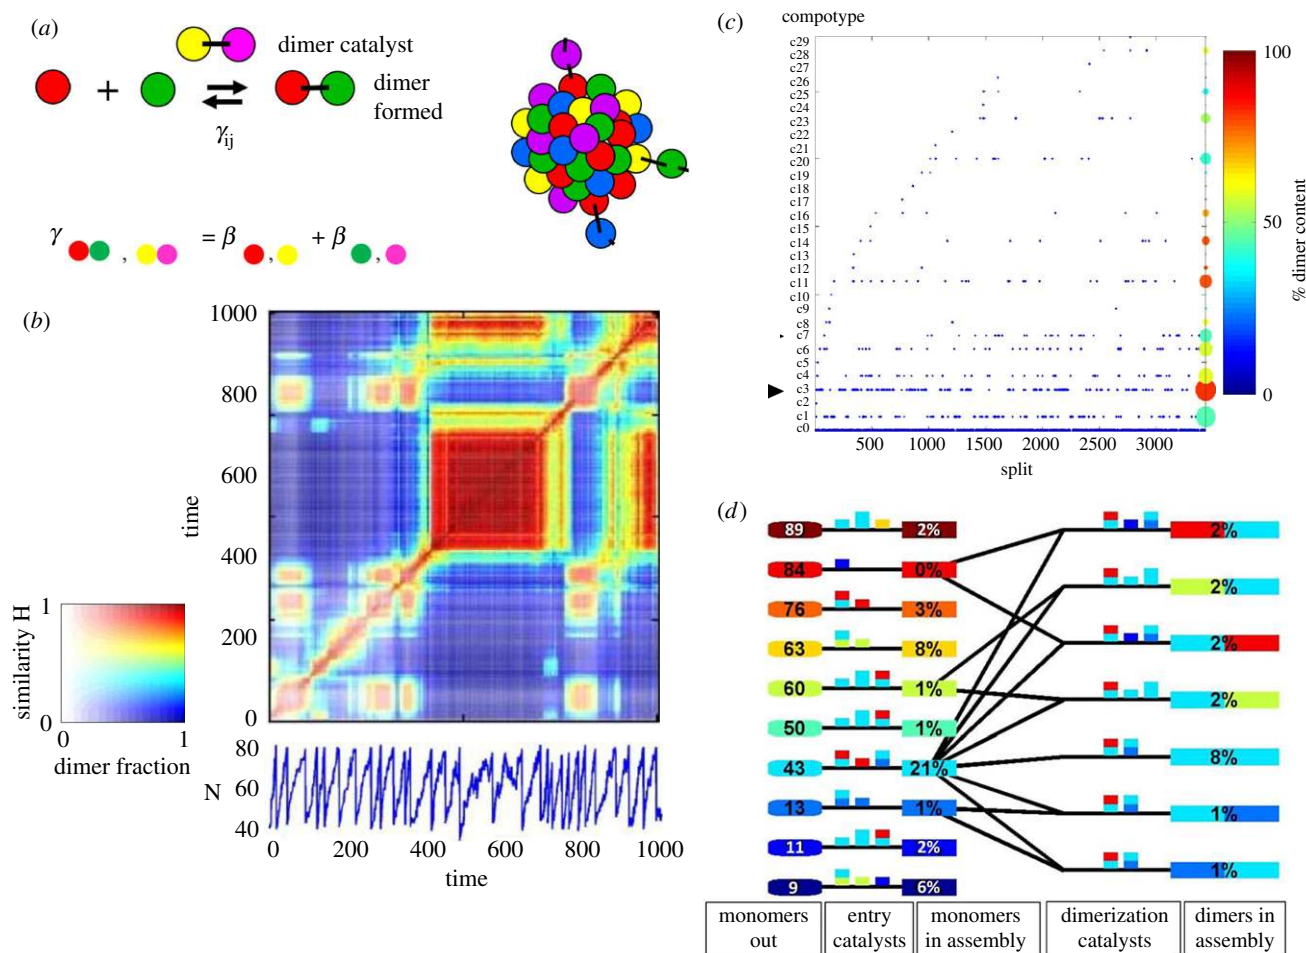 (a)
dimer catalyst
+
dimer
formed
γij
γ , = β , + β ,
(b)
1000
800
600
400
200
0
time
similarity H
1
0
0 1
dimer fraction
N
80
60
40
0 200 400 600 800 1000
time
(c)
compotype
c29
c28
c27
c26
c25
c24
c23
c22
c21
c20
c19
c18
c17
c16
c15
c14
c13
c12
c11
c10
c9
c8
c7
c6
c5
c4
c3
c2
c1
c0
500 1000 1500 2000 2500 3000
split
100
50
0
% dimer content
(d)
89 2% 2%
84 0% 2%
76 3% 2%
63 8% 2%
60 1% 8%
50 1% 1%
43 21% 1%
13 1%
11 2%
9 6%
monomers
out
entry
catalysts
monomers
in assembly
dimerization
catalysts
dimers in
assembly